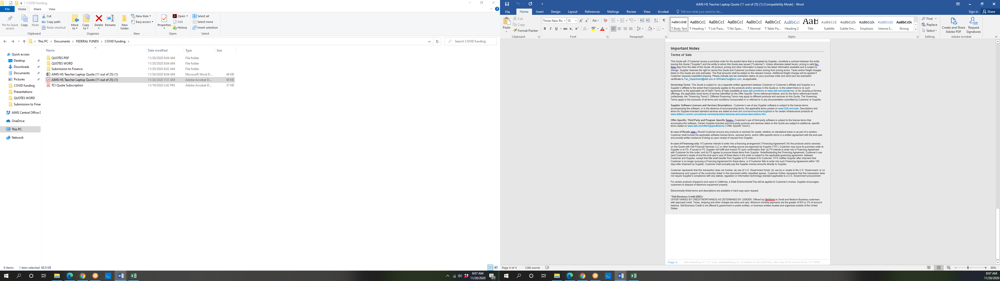 COVID funding
File Home Share View
Pin to Quick access
Copy
Paste
Cut
Copy path
Paste shortcut
Clipboard
Move to
Copy to
Delete
Rename
Organize
New folder
New item
Easy access
New
Properties
Open
Edit
History
Open
Select all
Select none
Invert selection
Select
This PC > Documents > FEDERAL FUNDS > COVID funding >
Search COVID funding
Quick access
Desktop
Downloads
Documents
Pictures
COVID funding
Presentations
QUOTES WORD
Submission to Finar
AIMS Central Office D
OneDrive
This PC
Network
Name Date modified Type Size
QUOTES PDF 11/20/2020 8:04 AM File folder
QUOTES WORD 11/20/2020 8:04 AM File folder
Submission to Finance 11/20/2020 8:02 AM File folder
AIMS HS Teacher Laptop Quote (11 out of 25) (1) 11/20/2020 8:04 AM Microsoft Word D... 46 KB
AIMS HS Teacher Laptop Quote (11 out of 25) (1) 11/20/2020 7:51 AM Adobe Acrobat D... 69 KB
TCI Quote Subscription 11/19/2020 2:42 PM Adobe Acrobat D... 37 KB
6 items 1 item selected 68.9 KB
8:07 AM
11/20/2020
20
AIMS HS Teacher Laptop Quote (11 out of 25) (1) [Compatibility Mode] - Word
File Home Insert Design Layout References Mailings Review View Acrobat Tell me what you want to do...
Sign in Share
Paste
Cut
Copy
Format Painter
Clipboard
Times New Ro 10
Font
Paragraph
AaBbCcDdE AaBbCcD AaBbCcI AaBbCcI AaBbCcI AaBbCcI AaBbCcI AaB AaBbCcD AaBbCcDc AaBbCcDc AaBbCcDc AaBbCcDc
¶ Body Text ¶ Heading 1 ¶ List Para... ¶ No Spac... ¶ Normal ¶ Table Pa... Heading 2 Title Subtitle Subtle Em... Emphasis Intense E... Strong
Styles
Find
Replace
Select
Editing
Create and Share Adobe PDF
Request Signatures
Adobe Acrobat
Important Notes
Terms of Sale
This Quote will, if Customer issues a purchase order for the quoted items that is accepted by Supplier, constitute a contract between the entity
issuing this Quote ("Supplier") and the entity to whom this Quote was issued ("Customer"). Unless otherwise stated herein, pricing is valid for
thirty days from the date of this Quote. All product, pricing and other information is based on the latest information available and is subject to
change. Supplier reserves the right to cancel this Quote and Customer purchase orders arising from pricing errors. Taxes and/or freight charges
listed on this Quote are only estimates. The final amounts shall be stated on the relevant invoice. Additional freight charges will be applied if
Customer requests expedited shipping. Please indicate any tax exemption status on your purchase order and send your tax exemption
certificate to Tax_Department@dell.com or ARSalesTax@emc.com, as applicable.
Governing Terms: This Quote is subject to: (a) a separate written agreement between Customer or Customer's affiliate and Supplier or a
Supplier's affiliate to the extent that it expressly applies to the products and/or services in this Quote or, to the extent there is no such
agreement, to the applicable set of Dell's Terms of Sale (available at www.dell.com/terms or www.dell.com/oemterms), or for cloud/as-a-Service
offerings, the applicable cloud terms of service (identified on the Offer Specific Terms referenced below); and (b) the terms referenced herein
(collectively, the "Governing Terms"). Different Governing Terms may apply to different products and services on this Quote. The Governing
Terms apply to the exclusion of all terms and conditions incorporated in or referred to in any documentation submitted by Customer to Supplier.
Supplier Software Licenses and Services Descriptions : Customer's use of any Supplier software is subject to the license terms
accompanying the software, or in the absence of accompanying terms, the applicable terms posted on www.Dell.com/eula. Descriptions and
terms for Supplier-branded standard services are stated at www.dell.com/servicecontracts/global or for certain infrastructure products at
www.dellemc.com/en-us/customer-services/product-warranty-and-service-descriptions.htm.
Offer-Specific, Third Party and Program Specific Terms : Customer's use of third-party software is subject to the license terms that
accompany the software. Certain Supplier-branded and third-party products and services listed on this Quote are subject to additional, specific
terms stated on www.dell.com/offeringspecificterms ("Offer Specific Terms").
In case of Resale only : Should Customer procure any products or services for resale, whether on standalone basis or as part of a solution,
Customer shall include the applicable software license terms, services terms, and/or offer-specific terms in a written agreement with the end-user
and provide written evidence of doing so upon receipt of request from Supplier.
In case of Financing only: If Customer intends to enter into a financing arrangement ("Financing Agreement") for the products and/or services
on this Quote with Dell Financial Services LLC or other funding source pre-approved by Supplier ("FS"), Customer may issue its purchase order to
Supplier or to FS. If issued to FS, Supplier will fulfill and invoice FS upon confirmation that: (a) FS intends to enter into a Financing Agreement
with Customer for this order; and (b) FS agrees to procure these items from Supplier. Notwithstanding the Financing Agreement, Customer's use
(and Customer's resale of and the end-user's use) of these items in the order is subject to the applicable governing agreement between
Customer and Supplier, except that title shall transfer from Supplier to FS instead of to Customer. If FS notifies Supplier after shipment that
Customer is no longer pursuing a Financing Agreement for these items, or if Customer fails to enter into such Financing Agreement within 120
days after shipment by Supplier, Customer shall promptly pay the Supplier invoice amounts directly to Supplier.
Customer represents that this transaction does not involve: (a) use of U.S. Government funds; (b) use by or resale to the U.S. Government; or (c)
maintenance and support of the product(s) listed in this document within classified spaces. Customer further represents that this transaction does
not require Supplier's compliance with any statute, regulation or information technology standard applicable to a U.S. Government procurement.
For certain products shipped to end users in California, a State Environmental Fee will be applied to Customer's invoice. Supplier encourages
customers to dispose of electronic equipment properly.
Electronically linked terms and descriptions are available in hard copy upon request.
^Dell Business Credit (DBC):
OFFER VARIES BY CREDITWORTHINESS AS DETERMINED BY LENDER. Offered by WebBank to Small and Medium Business customers
with approved credit. Taxes, shipping and other charges are extra and vary. Minimum monthly payments are the greater of $15 or 3% of account
balance. Dell Business Credit is not offered to government or public entities, or business entities located and organized outside of the United
States.
Page 4 Dell Marketing LP. U.S. only. Dell Marketing LP. is located at One Dell Way, Mail Stop 8129, Round Rock, TX 78682
Page 4 of 4 1286 words 80%
8:07 AM
11/20/202